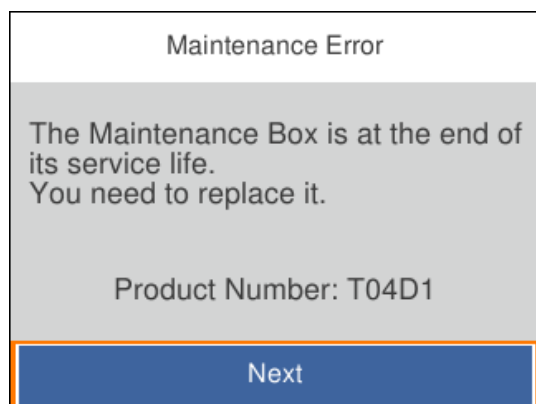 Maintenance Error
The Maintenance Box is at the end of
its service life.
You need to replace it.
Product Number: T04D1
Next